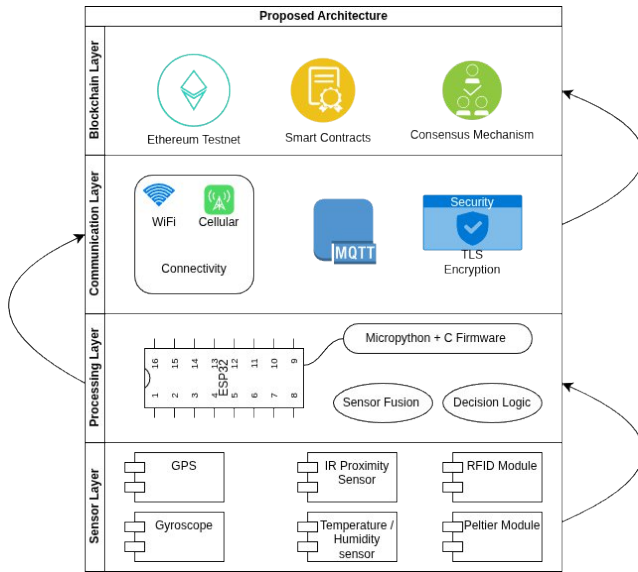 Proposed Architecture
Blockchain Layer
Ethereum Testnet
Smart Contracts
Consensus Mechanism
Communication Layer
WiFi
Cellular
Connectivity
MQTT
Security
TLS
Encryption
Processing Layer
16 15 14 13 12 11 10 9
ESP32
1 2 3 4 5 6 7 8
Micropython + C Firmware
Sensor Fusion
Decision Logic
Sensor Layer
GPS
IR Proximity
Sensor
RFID Module
Gyroscope
Temperature /
Humidity
sensor
Peltier Module